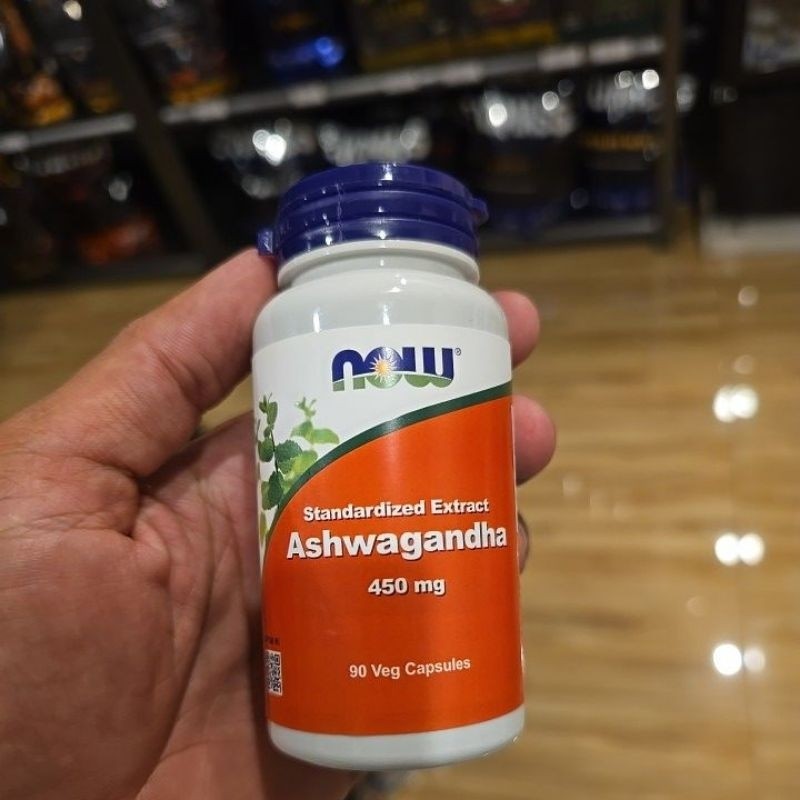 NOW®
Standardized Extract
Ashwagandha
450 mg
90 Veg Capsules